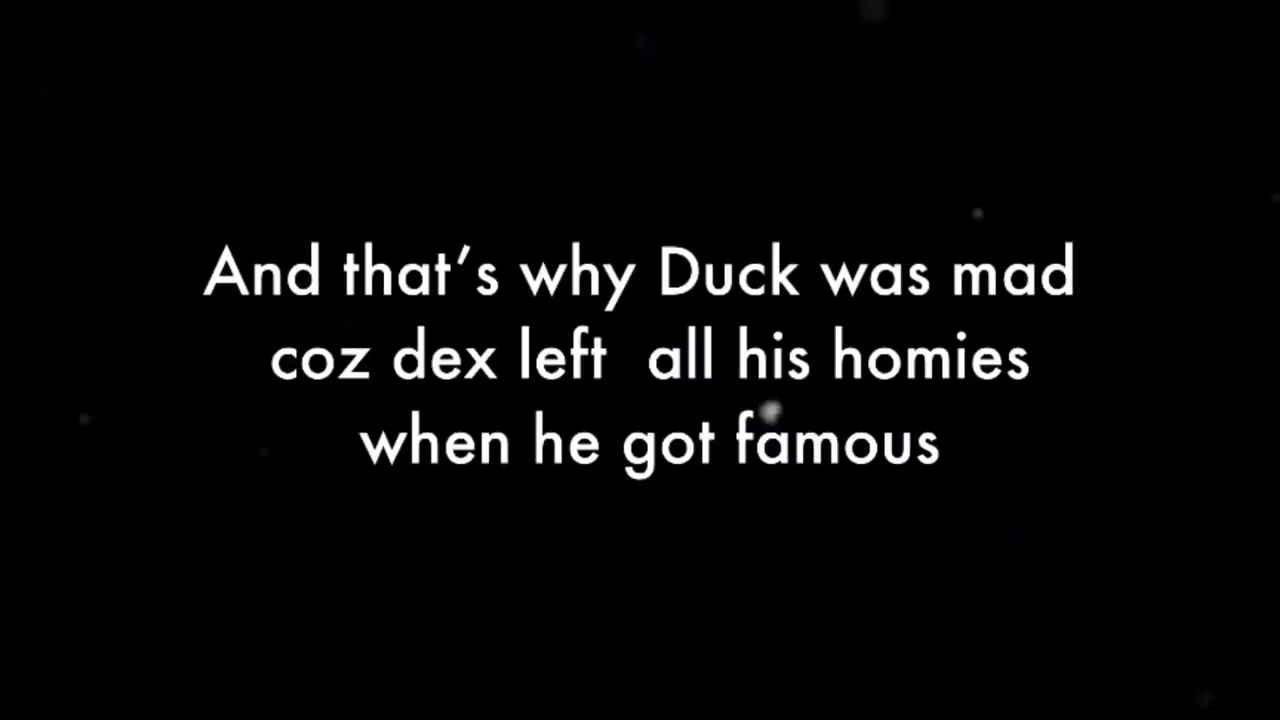 And that’s why Duck was mad
coz dex left  all his homies
when he got famous